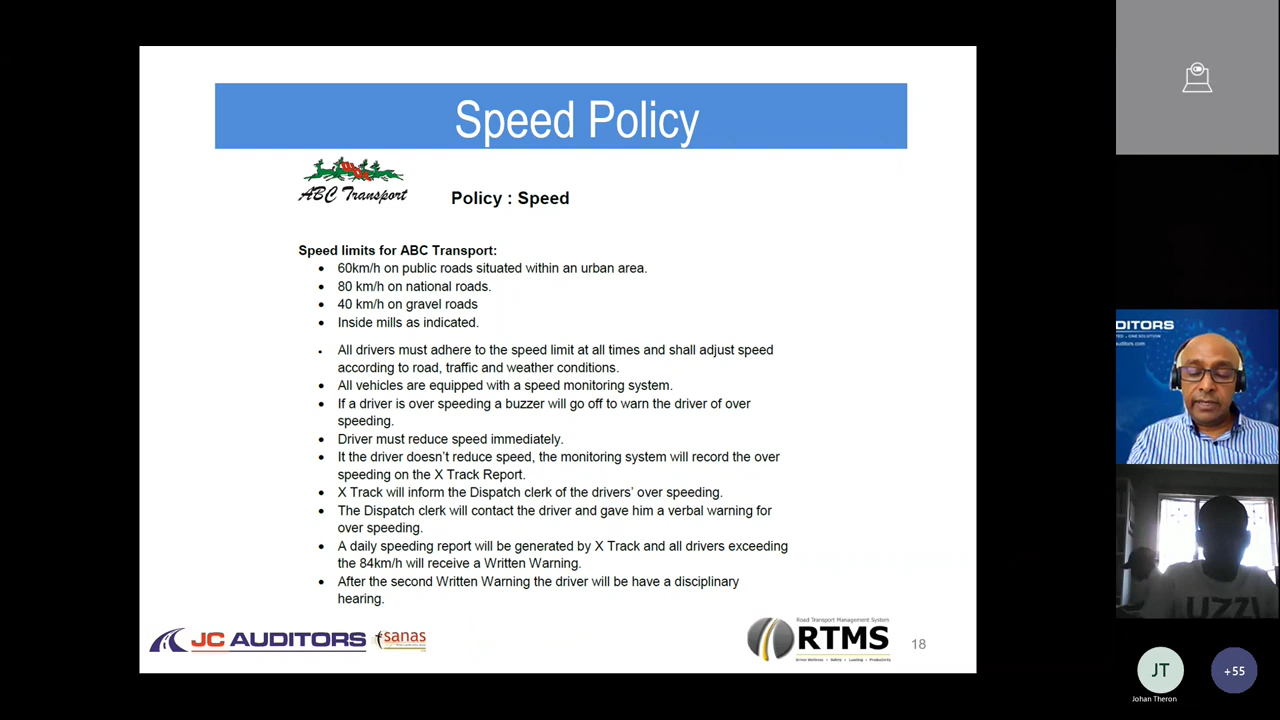 Speed Policy
ABC Transport
Policy : Speed
Speed limits for ABC Transport:
• 60km/h on public roads situated within an urban area.
• 80 km/h on national roads.
• 40 km/h on gravel roads
• Inside mills as indicated.
• All drivers must adhere to the speed limit at all times and shall adjust speed
according to road, traffic and weather conditions.
• All vehicles are equipped with a speed monitoring system.
• If a driver is over speeding a buzzer will go off to warn the driver of over
speeding.
• Driver must reduce speed immediately.
• It the driver doesn't reduce speed, the monitoring system will record the over
speeding on the X Track Report.
• X Track will inform the Dispatch clerk of the drivers' over speeding.
• The Dispatch clerk will contact the driver and gave him a verbal warning for
over speeding.
• A daily speeding report will be generated by X Track and all drivers exceeding
the 84km/h will receive a Written Warning.
• After the second Written Warning the driver will be have a disciplinary
hearing.
JC AUDITORS
sanas
Road Transport Management System
RTMS
Driver Wellness • Safety • Loading • Productivity
18
DITORS
auditors.com
UZZI
JT
Johan Theron
+55